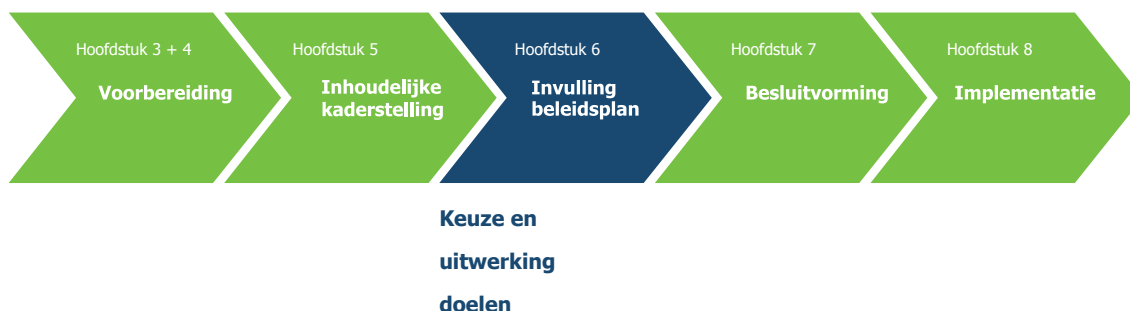 Hoofdstuk 3 + 4
Voorbereiding
Hoofdstuk 5
Inhoudelijke
kaderstelling
Hoofdstuk 6
Invulling
beleidsplan
Hoofdstuk 7
Besluitvorming
Hoofdstuk 8
Implementatie
Keuze en
uitwerking
doelen